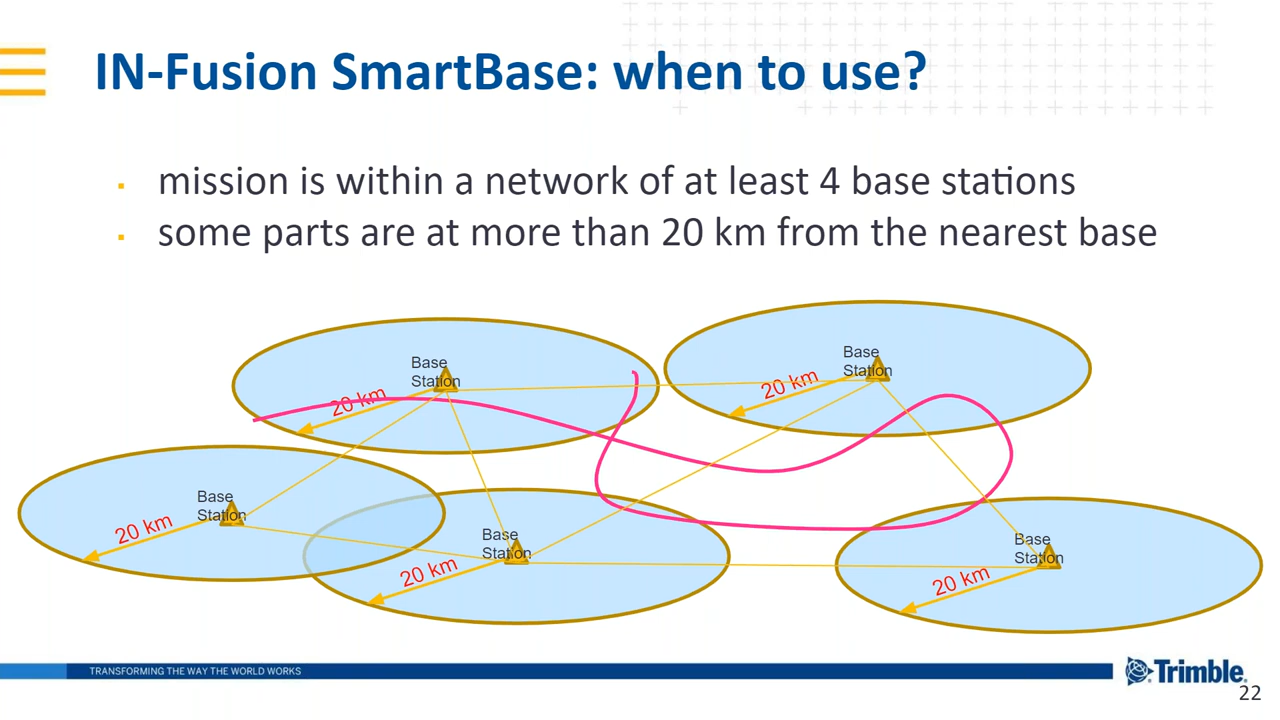 IN-Fusion SmartBase: when to use?
▪ mission is within a network of at least 4 base stations
▪ some parts are at more than 20 km from the nearest base
Base
Station
20 km
Base
Station
20 km
Base
Station
20 km
Base
Station
20 km
Base
Station
20 km
TRANSFORMING THE WAY THE WORLD WORKS
Trimble.
22